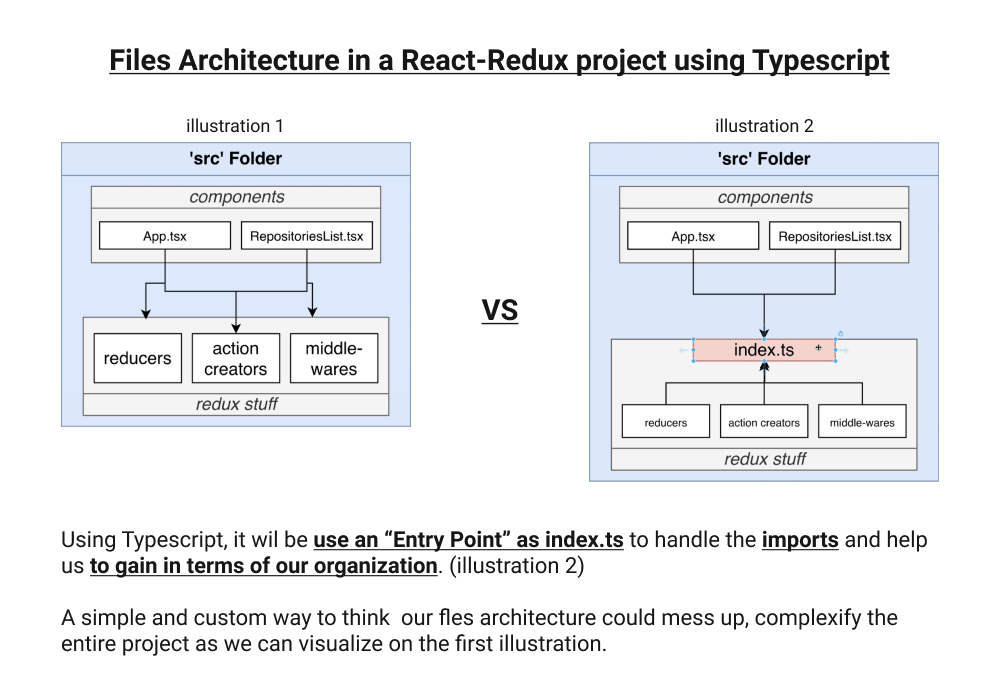 Files Architecture in a React-Redux project using Typescript
illustration 1
'src' Folder
components
App.tsx
RepositoriesList.tsx
reducers
action
creators
middle-
wares
redux stuff
VS
illustration 2
'src' Folder
components
App.tsx
RepositoriesList.tsx
index.ts
reducers
action creators
middle-wares
redux stuff
Using Typescript, it wil be use an “Entry Point” as index.ts to handle the imports and help
us to gain in terms of our organization. (illustration 2)
A simple and custom way to think  our fles architecture could mess up, complexify the
entire project as we can visualize on the first illustration.